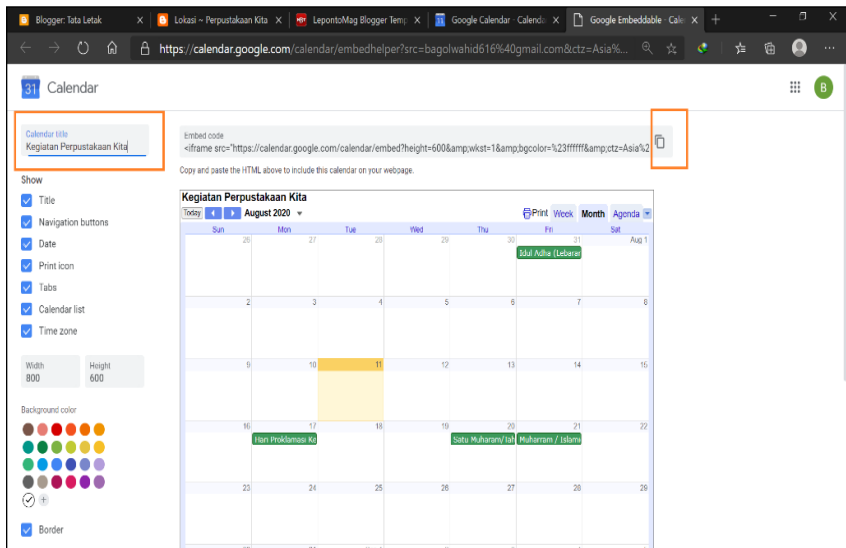 Blogger: Tata Letak
Lokasi ~ Perpustakaan Kita
LepontoMag Blogger Temp
Google Calendar - Calenda
Google Embeddable - Cale
https://calendar.google.com/calendar/embedhelper?src=bagolwahid616%40gmail.com&ctz=Asia%...
31 Calendar
B
Calendar title
Kegiatan Perpustakaan Kita
Embed code
<iframe src="https://calendar.google.com/calendar/embed?height=600&amp;wkst=1&amp;bgcolor=%23ffffff&amp;ctz=Asia%2
Copy and paste the HTML above to include this calendar on your webpage.
Show
Title
Navigation buttons
Date
Print icon
Tabs
Calendar list
Time zone
Width
800
Height
600
Background color
Border
Kegiatan Perpustakaan Kita
Today August 2020 Print Week Month Agenda
Sun Mon Tue Wed Thu Fri Sat
26 27 28 29 30 31 Aug 1
Idul Adha (Lebaran
2 3 4 5 6 7 8
9 10 11 12 13 14 15
16 17 18 19 20 21 22
Hari Proklamasi Ke Satu Muharam/Tah Muharram / Islami
23 24 25 26 27 28 29